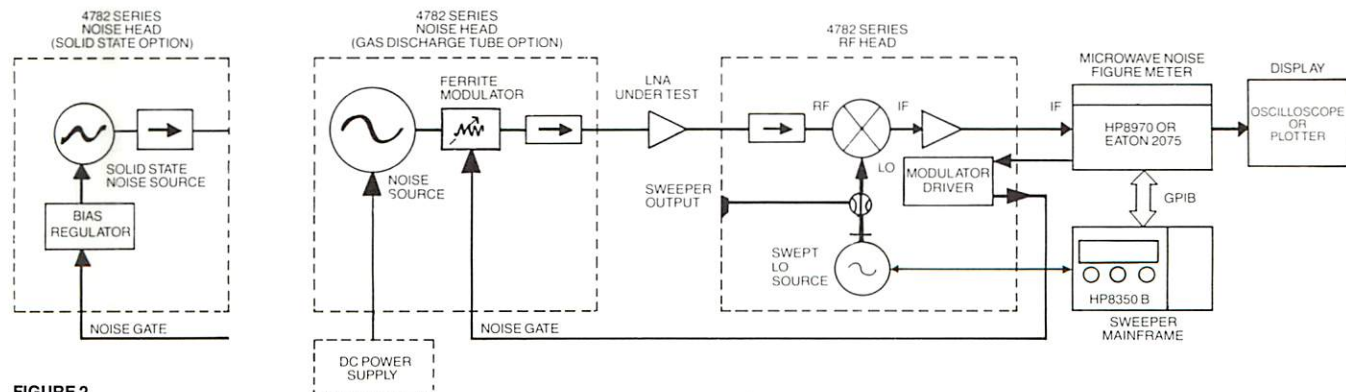 4782 SERIES
NOISE HEAD
(SOLID STATE OPTION)
SOLID STATE
NOISE SOURCE
BIAS
REGULATOR
NOISE GATE
4782 SERIES
NOISE HEAD
(GAS DISCHARGE TUBE OPTION)
FERRITE
MODULATOR
NOISE
SOURCE
DC POWER
SUPPLY
NOISE GATE
LNA
UNDER TEST
4782 SERIES
RF HEAD
RF
IF
LO
MODULATOR
DRIVER
SWEEPER
OUTPUT
SWEPT
LO
SOURCE
MICROWAVE NOISE
FIGURE METER
IF
HP8970 OR
EATON 2075
GPIB
HP8350 B
SWEEPER
MAINFRAME
DISPLAY
OSCILLOSCOPE
OR
PLOTTER
FIGURE 2